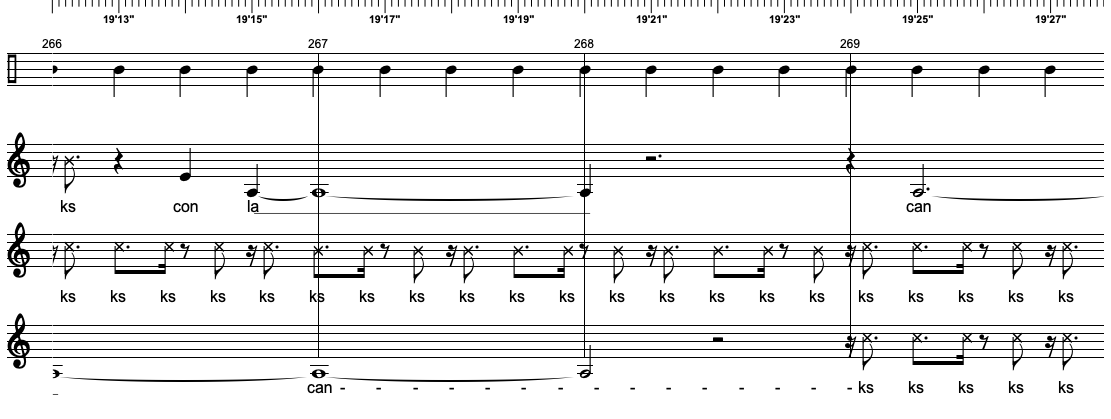 19'13" 19'15" 19'17" 19'19" 19'21" 19'23" 19'25" 19'27"
266 267 268 269
ks con la can
ks ks ks ks ks ks ks ks ks ks ks ks ks ks ks ks ks ks ks ks ks
can - - - - - - - - - - - - - - - ks ks ks ks ks